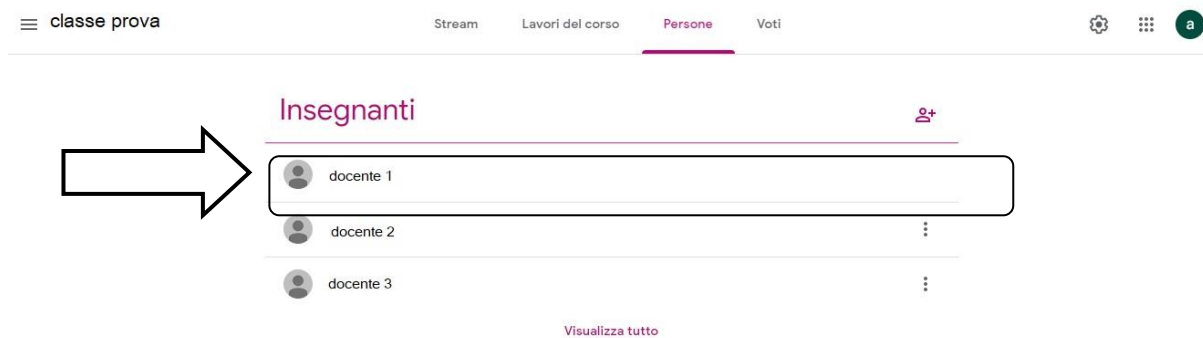 classe prova
Stream Lavori del corso Persone Voti
a
Insegnanti
docente 1
docente 2
docente 3
Visualizza tutto